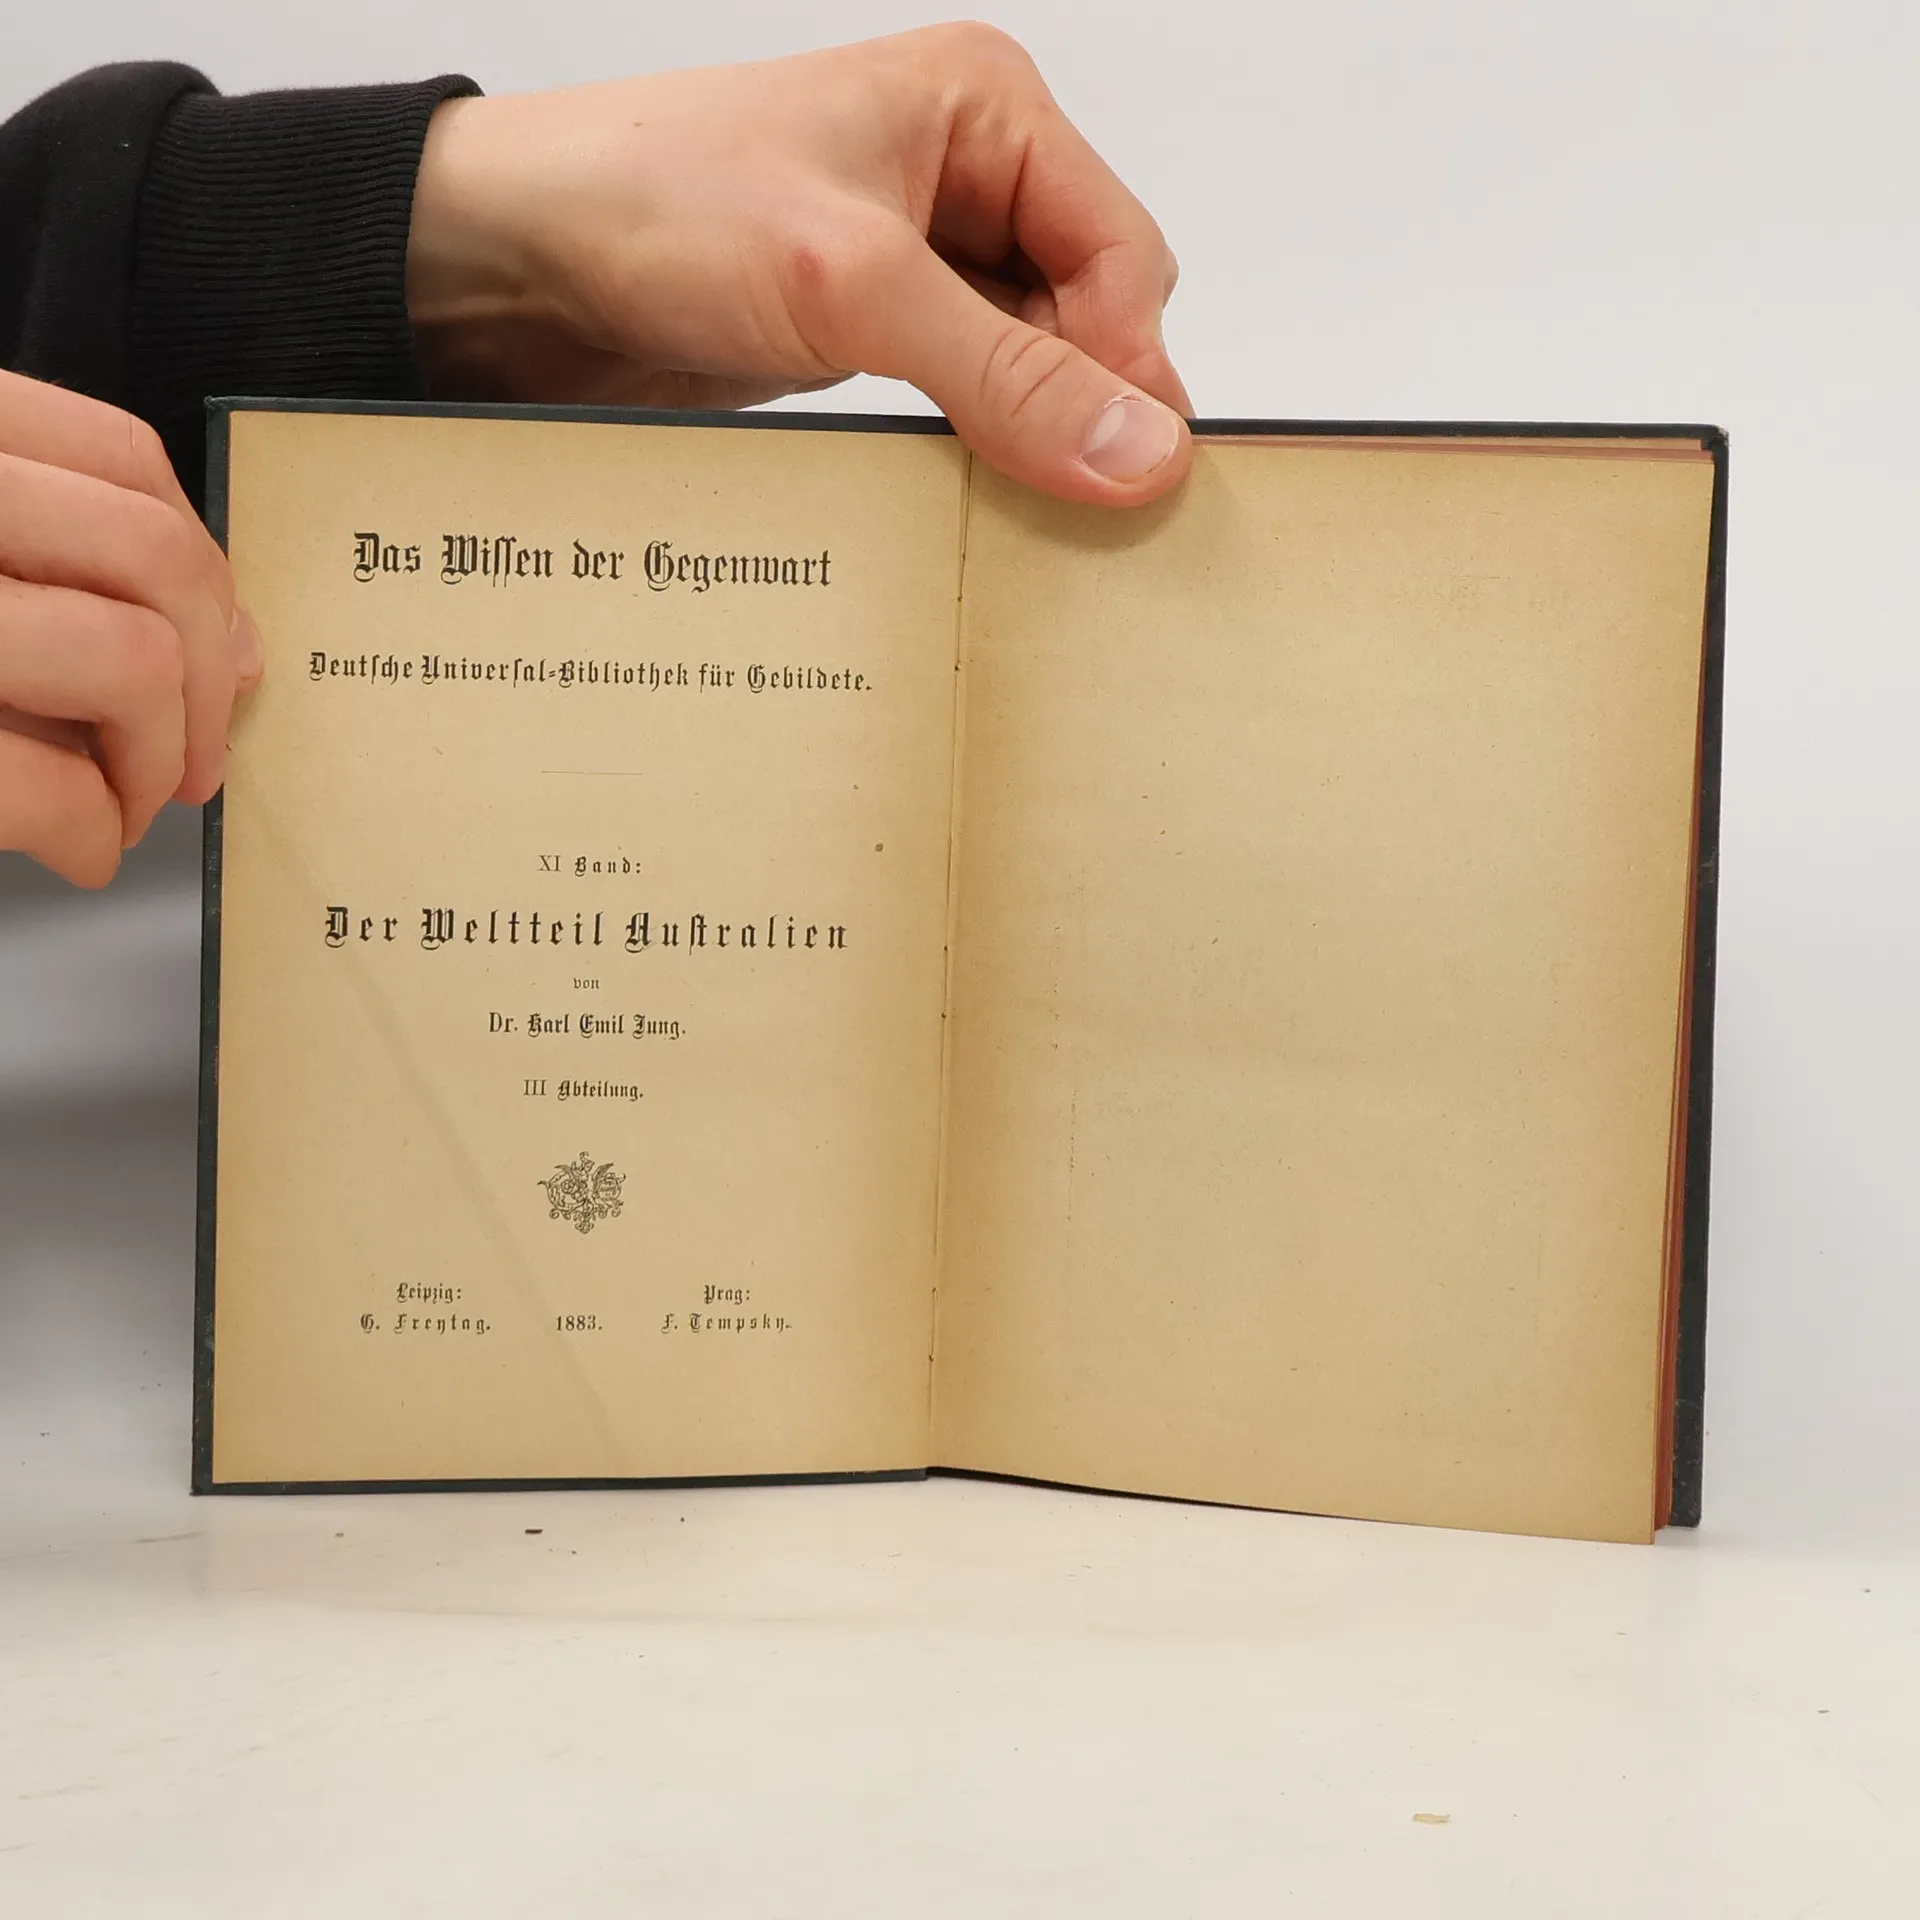 Das Wiſſen der Gegenwart
Deutſche Univerſal-Bibliothek für Gebildete.
XI Band:
Der Weltteil Auſtralien
von
Dr. Karl Emil Jung.
III Abteilung.
Leipzig: Prag:
G. Freytag. 1883. F. Tempsky.